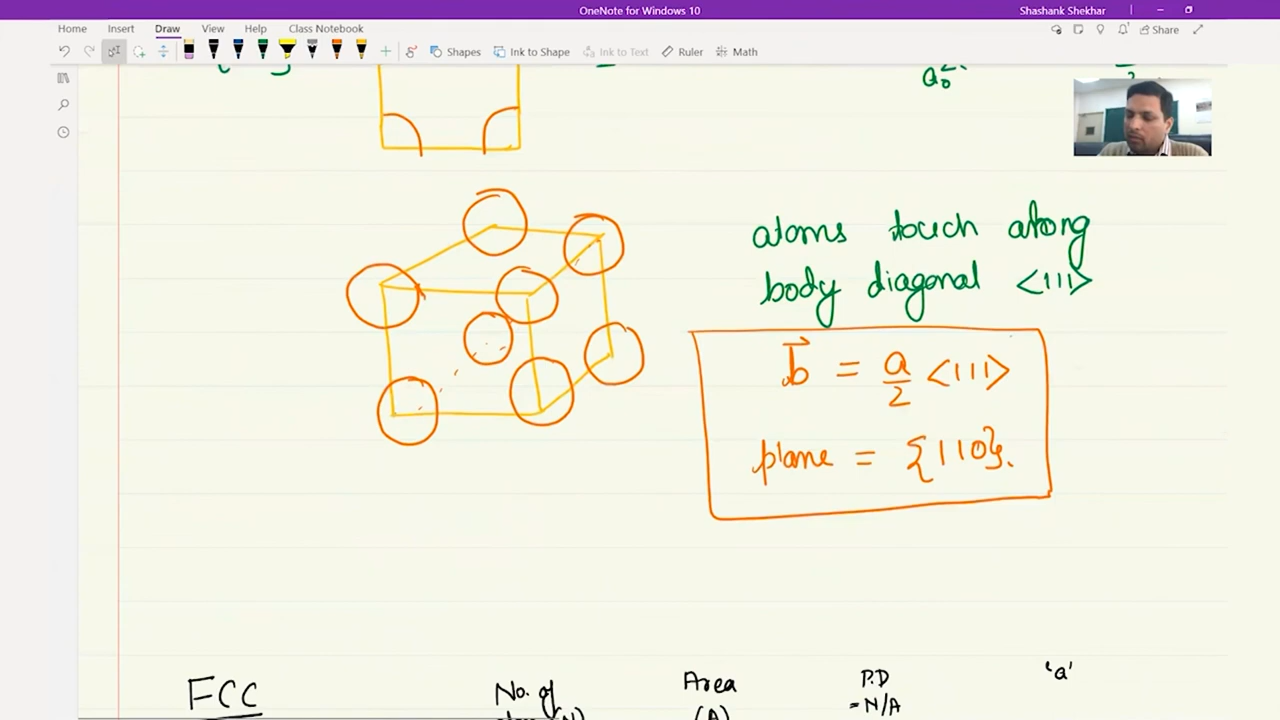 OneNote for Windows 10
Shashank Shekhar
Home Insert Draw View Help Class Notebook
Shapes Ink to Shape Ink to Text Ruler Math Share
atoms touch along
body diagonal <111>
b⃗ = a/2 <111>
plane = {110}.
FCC
No. of
Area
(A)
P.D
= N/A
'a'